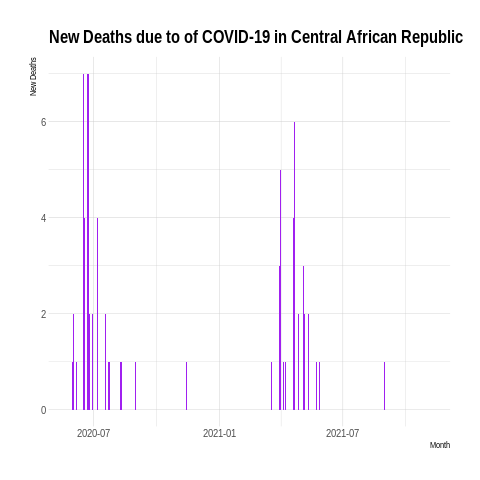 New Deaths due to of COVID-19 in Central African Republic
New Deaths
6
4
2
0
2020-07
2021-01
2021-07
Month